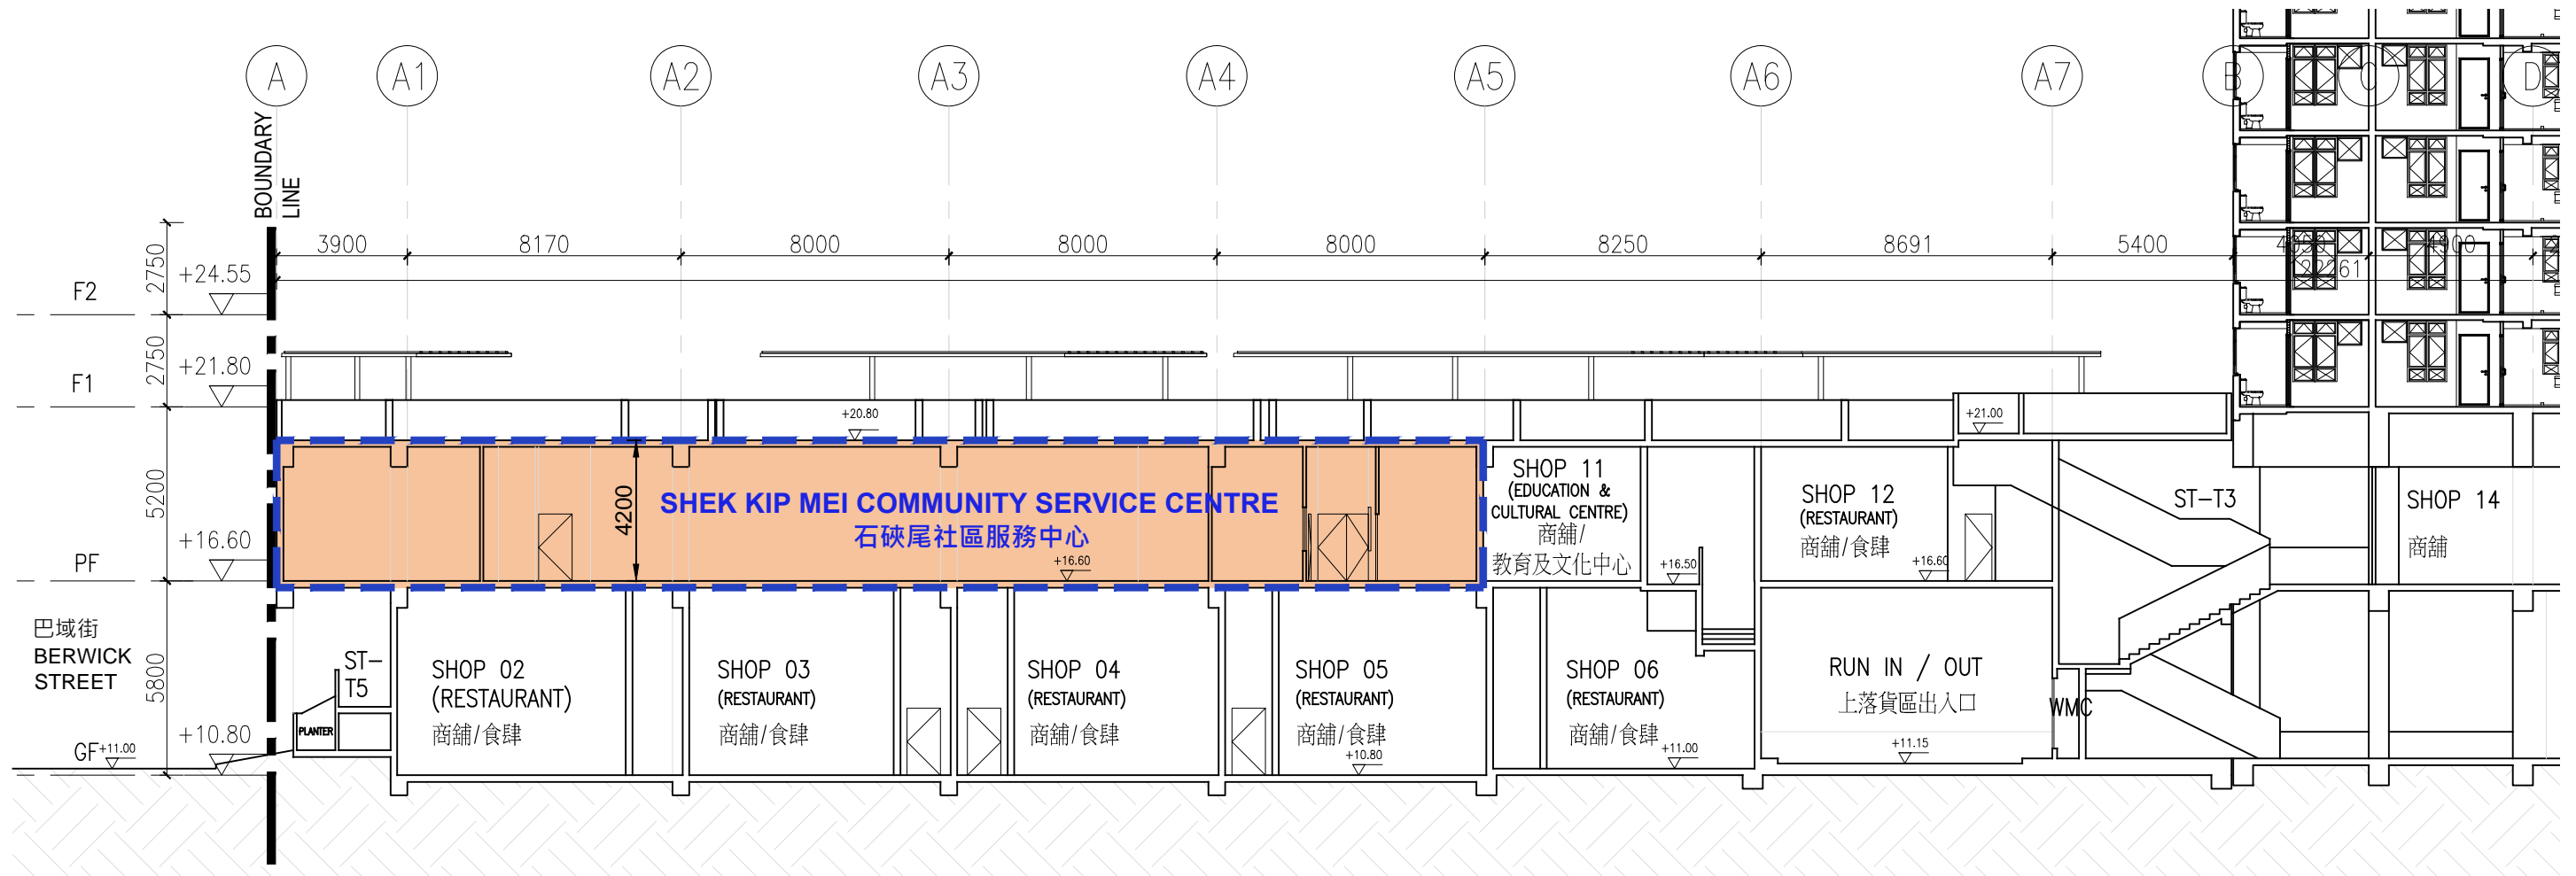 A A1 A2 A3 A4 A5 A6 A7 B C D
BOUNDARY
LINE
3900 8170 8000 8000 8000 8250 8691 5400 4900
2750
+24.55
F2
2750
+21.80
F1
+20.80
+21.00
5200
4200
SHEK KIP MEI COMMUNITY SERVICE CENTRE
石硤尾社區服務中心
+16.60
SHOP 11
(EDUCATION &
CULTURAL CENTRE)
商舖/
教育及文化中心
+16.50
SHOP 12
(RESTAURANT)
商舖/食肆
+16.60
ST-T3
SHOP 14
商舖
+16.60
PF
巴域街
BERWICK
STREET
5800
ST-
T5
PLANTER
SHOP 02
(RESTAURANT)
商舖/食肆
SHOP 03
(RESTAURANT)
商舖/食肆
SHOP 04
(RESTAURANT)
商舖/食肆
SHOP 05
(RESTAURANT)
商舖/食肆
+10.80
SHOP 06
(RESTAURANT)
商舖/食肆
+11.00
RUN IN / OUT
上落貨區出入口
+11.15
WMC
GF
+11.00
+10.80